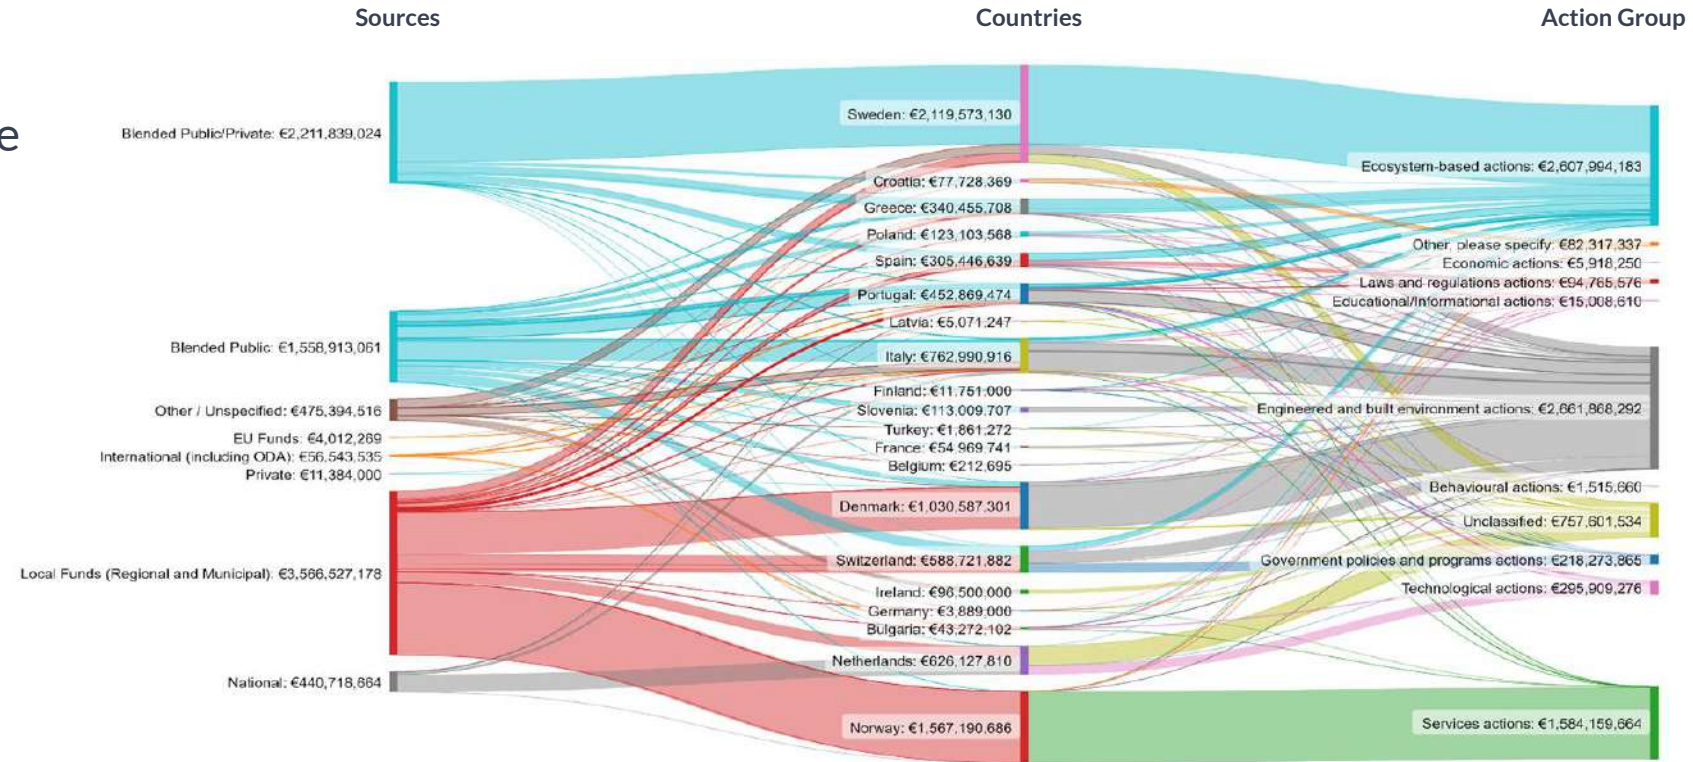 Sources
Countries
Action Group
e
Blended Public/Private: €2,211,839,024
Blended Public: €1,558,913,061
Other / Unspecified: €475,394,516
EU Funds: €4,012,269
International (including ODA): €56,543,535
Private: €11,384,000
Local Funds (Regional and Municipal): €3,566,527,178
National: €440,718,664
Sweden: €2,119,573,130
Croatia: €77,728,369
Greece: €340,455,708
Poland: €123,103,568
Spain: €305,446,639
Portugal: €452,869,474
Latvia: €5,071,247
Italy: €762,990,916
Finland: €11,751,000
Slovenia: €113,009,707
Turkey: €1,861,272
France: €54,969,741
Belgium: €212,695
Denmark: €1,030,587,301
Switzerland: €588,721,882
Ireland: €96,500,000
Germany: €3,889,000
Bulgaria: €43,272,102
Netherlands: €626,127,810
Norway: €1,567,190,686
Ecosystem-based actions: €2,607,994,183
Other, please specify: €82,317,337
Economic actions: €5,918,250
Laws and regulations actions: €94,765,576
Educational/Informational actions: €15,008,610
Engineered and built environment actions: €2,661,868,292
Behavioural actions: €1,515,660
Unclassified: €757,601,534
Government policies and programs actions: €218,273,865
Technological actions: €295,909,276
Services actions: €1,584,159,664